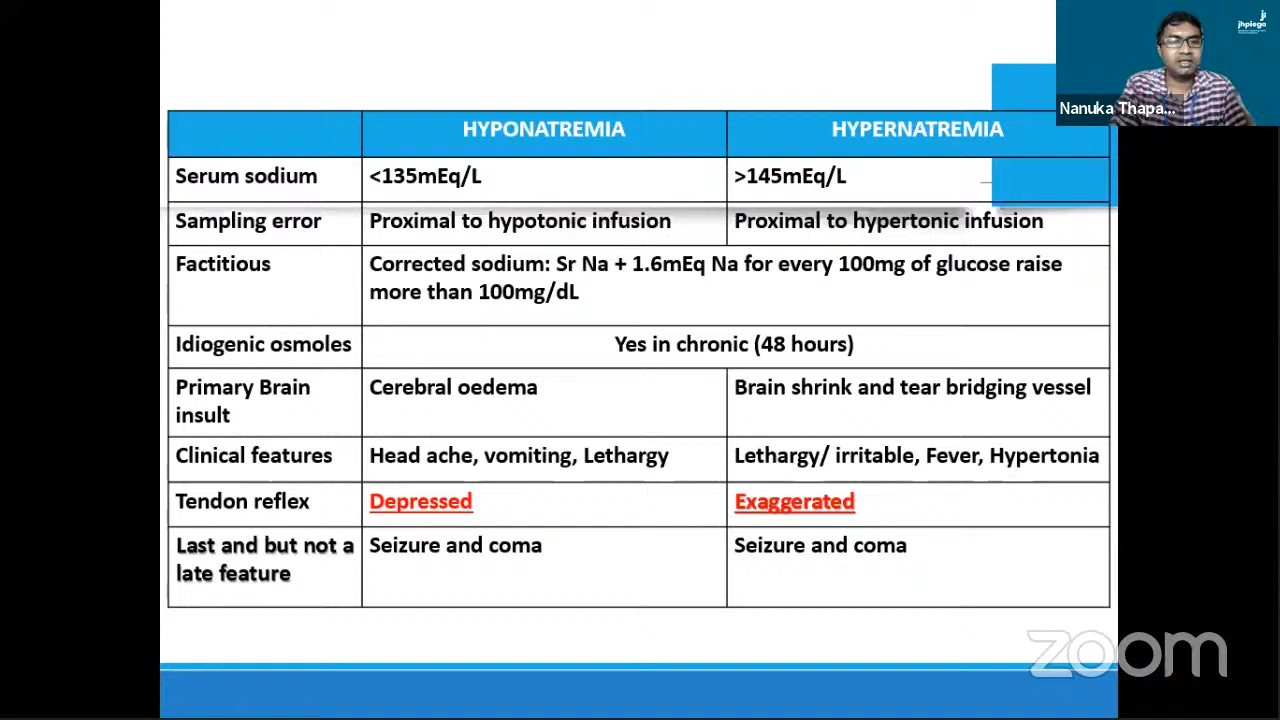 jhpiego
Nanuka Thapa...
HYPONATREMIA HYPERNATREMIA
Serum sodium <135mEq/L >145mEq/L
Sampling error Proximal to hypotonic infusion Proximal to hypertonic infusion
Factitious Corrected sodium: Sr Na + 1.6mEq Na for every 100mg of glucose raise
more than 100mg/dL
Idiogenic osmoles Yes in chronic (48 hours)
Primary Brain Cerebral oedema Brain shrink and tear bridging vessel
insult
Clinical features Head ache, vomiting, Lethargy Lethargy/ irritable, Fever, Hypertonia
Tendon reflex Depressed Exaggerated
Last and but not a Seizure and coma Seizure and coma
late feature
zoom